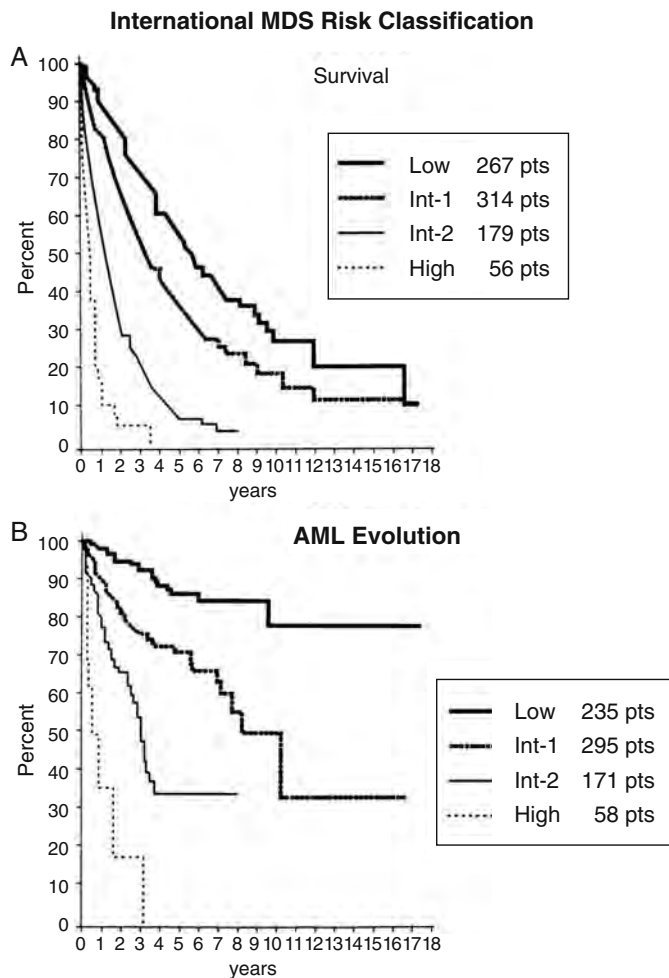 International MDS Risk Classification
A
Survival
100
90
80
70
60
50
40
30
20
10
0
Percent
Low 267 pts
Int-1 314 pts
Int-2 179 pts
High 56 pts
0 1 2 3 4 5 6 7 8 9 10 11 12 13 14 15 16 17 18
years
B
AML Evolution
100
90
80
70
60
50
40
30
20
10
0
Percent
Low 235 pts
Int-1 295 pts
Int-2 171 pts
High 58 pts
0 1 2 3 4 5 6 7 8 9 10 11 12 13 14 15 16 17 18
years